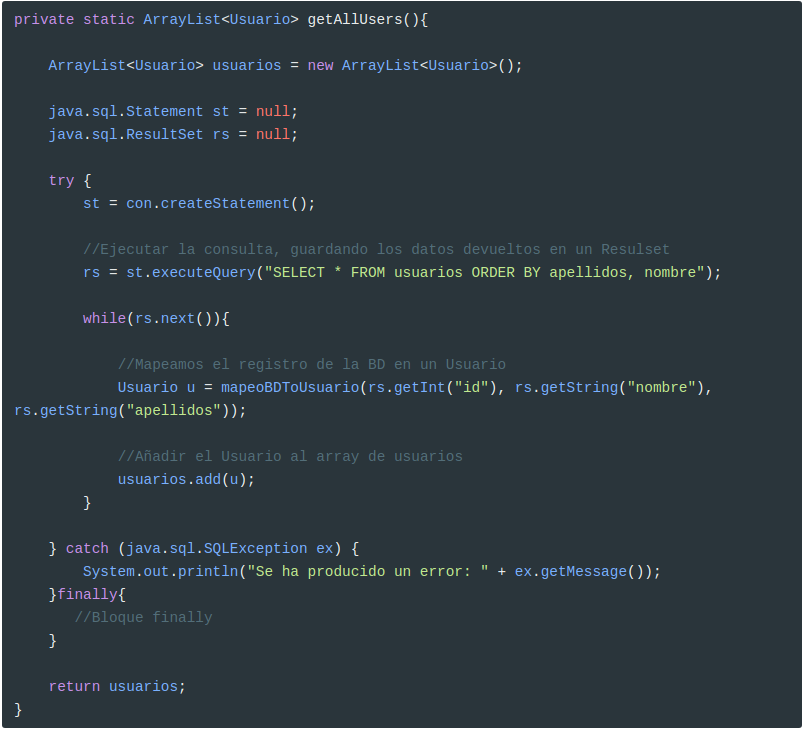 private static ArrayList<Usuario> getAllUsers(){
ArrayList<Usuario> usuarios = new ArrayList<Usuario>();
java.sql.Statement st = null;
java.sql.ResultSet rs = null;
try {
st = con.createStatement();
//Ejecutar la consulta, guardando los datos devueltos en un Resulset
rs = st.executeQuery("SELECT * FROM usuarios ORDER BY apellidos, nombre");
while(rs.next()){
//Mapeamos el registro de la BD en un Usuario
Usuario u = mapeoBDToUsuario(rs.getInt("id"), rs.getString("nombre"),
rs.getString("apellidos"));
//Añadir el Usuario al array de usuarios
usuarios.add(u);
}
} catch (java.sql.SQLException ex) {
System.out.println("Se ha producido un error: " + ex.getMessage());
}finally{
//Bloque finally
}
return usuarios;
}